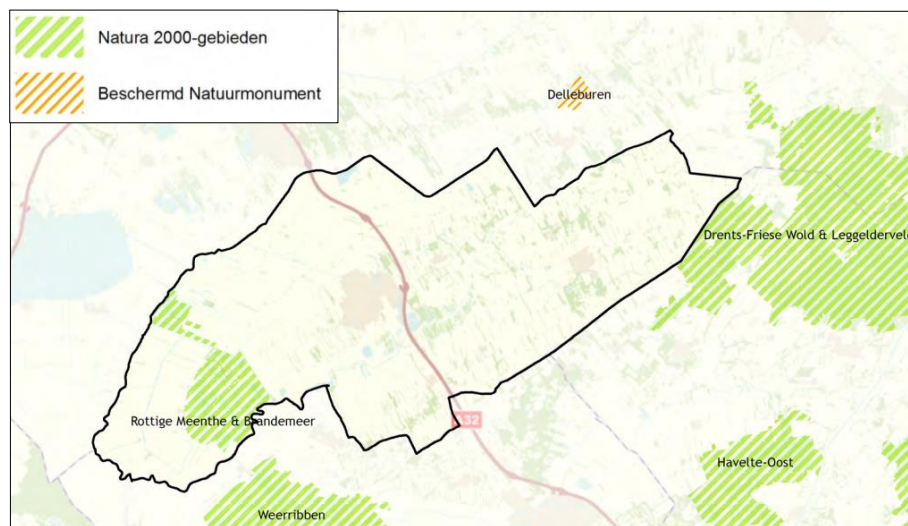 Natura 2000-gebieden
Beschermd Natuurmonument
Delleburen
Drents-Friese Wold & Leggelderveld
Rottige Meenthe & Brandemeer
A32
Havelte-Oost
Weerribben